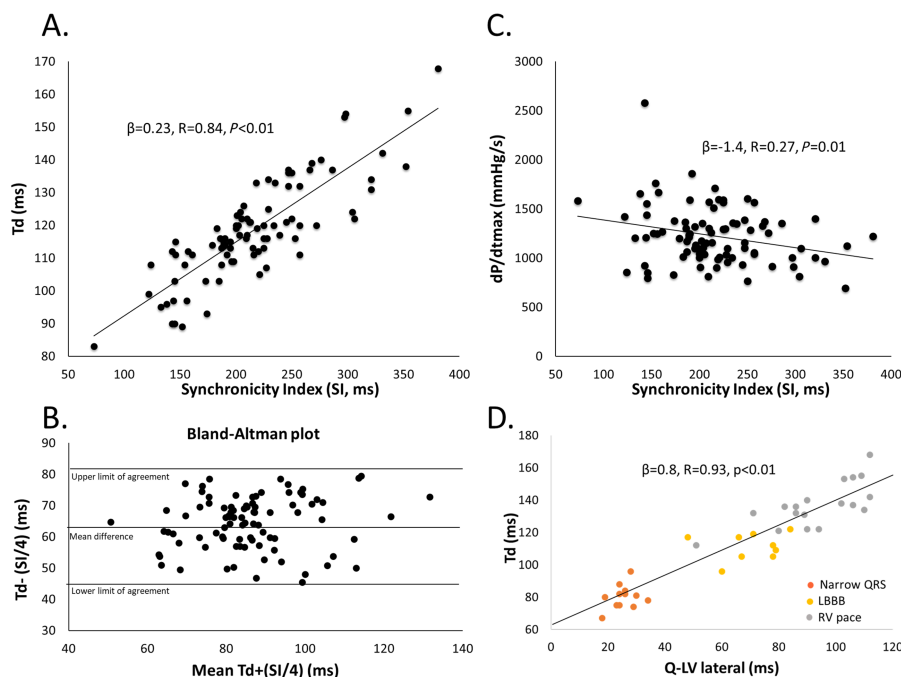 A.
170
160
150
140
130
120
110
100
90
80
Td (ms)
β=0.23, R=0.84, P<0.01
50 100 150 200 250 300 350 400
Synchronicity Index (SI, ms)
C.
3000
2500
2000
1500
1000
500
0
dP/dtmax (mmHg/s)
β=-1.4, R=0.27, P=0.01
50 100 150 200 250 300 350 400
Synchronicity Index (SI, ms)
B.
Bland-Altman plot
90
80
70
60
50
40
30
Td- (SI/4) (ms)
Upper limit of agreement
Mean difference
Lower limit of agreement
40 60 80 100 120 140
Mean Td+(SI/4) (ms)
D.
180
160
140
120
100
80
60
Td (ms)
β=0.8, R=0.93, p<0.01
Narrow QRS
LBBB
RV pace
0 20 40 60 80 100 120
Q-LV lateral (ms)